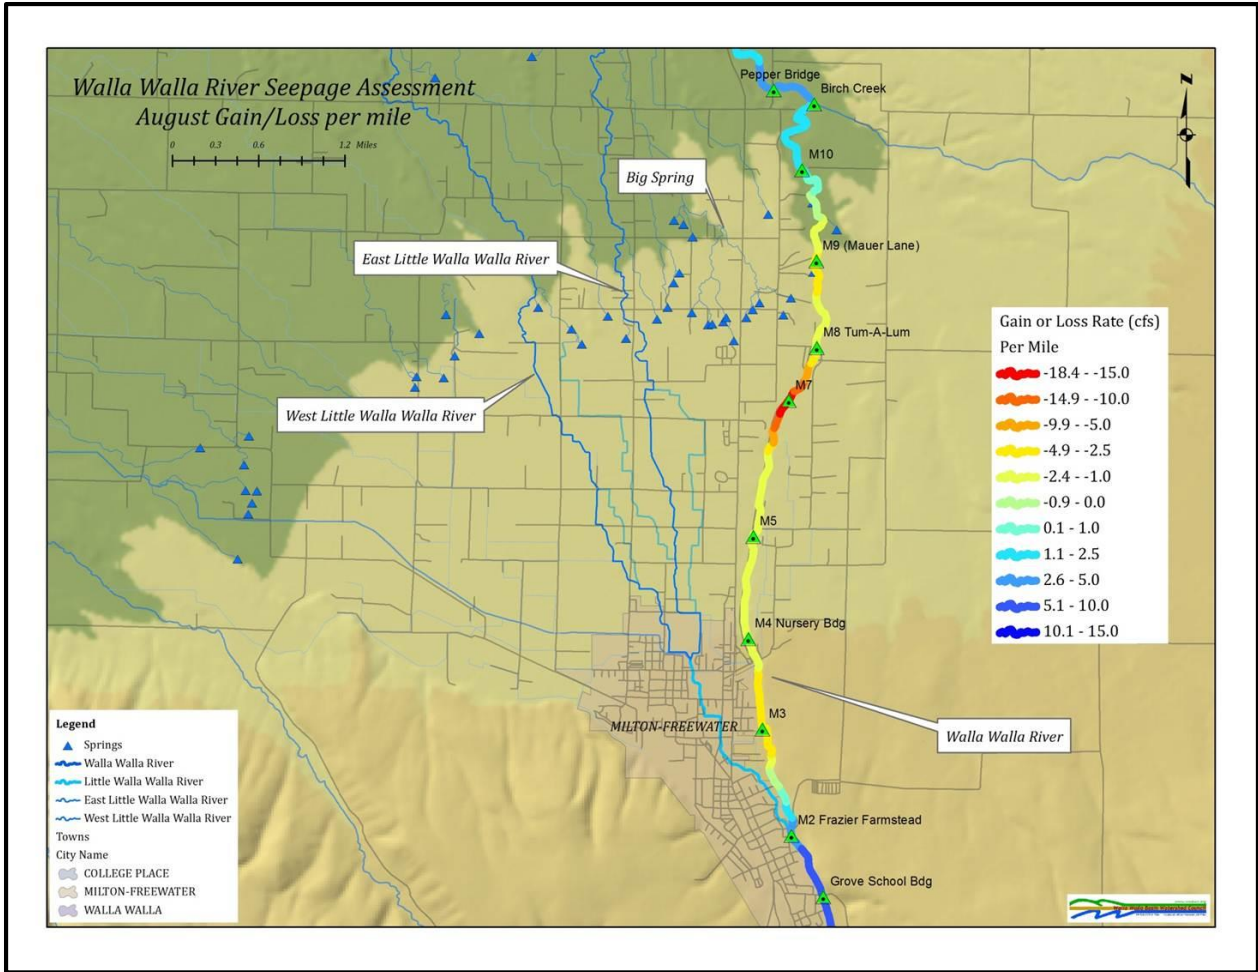 Walla Walla River Seepage Assessment
August Gain/Loss per mile
0 0.3 0.6 1.2 Miles
Z
Pepper Bridge
Birch Creek
M10
Big Spring
M9 (Mauer Lane)
East Little Walla Walla River
M8 Tum-A-Lum
M7
West Little Walla Walla River
Gain or Loss Rate (cfs)
Per Mile
-18.4 - -15.0
-14.9 - -10.0
-9.9 - -5.0
-4.9 - -2.5
-2.4 - -1.0
-0.9 - 0.0
0.1 - 1.0
1.1 - 2.5
2.6 - 5.0
5.1 - 10.0
10.1 - 15.0
M5
M4 Nursery Bdg
M3
MILTON-FREEWATER
Walla Walla River
M2 Frazier Farmstead
Grove School Bdg
Legend
Springs
Walla Walla River
Little Walla Walla River
East Little Walla Walla River
West Little Walla Walla River
Towns
City Name
COLLEGE PLACE
MILTON-FREEWATER
WALLA WALLA
Walla Walla Basin Watershed Council